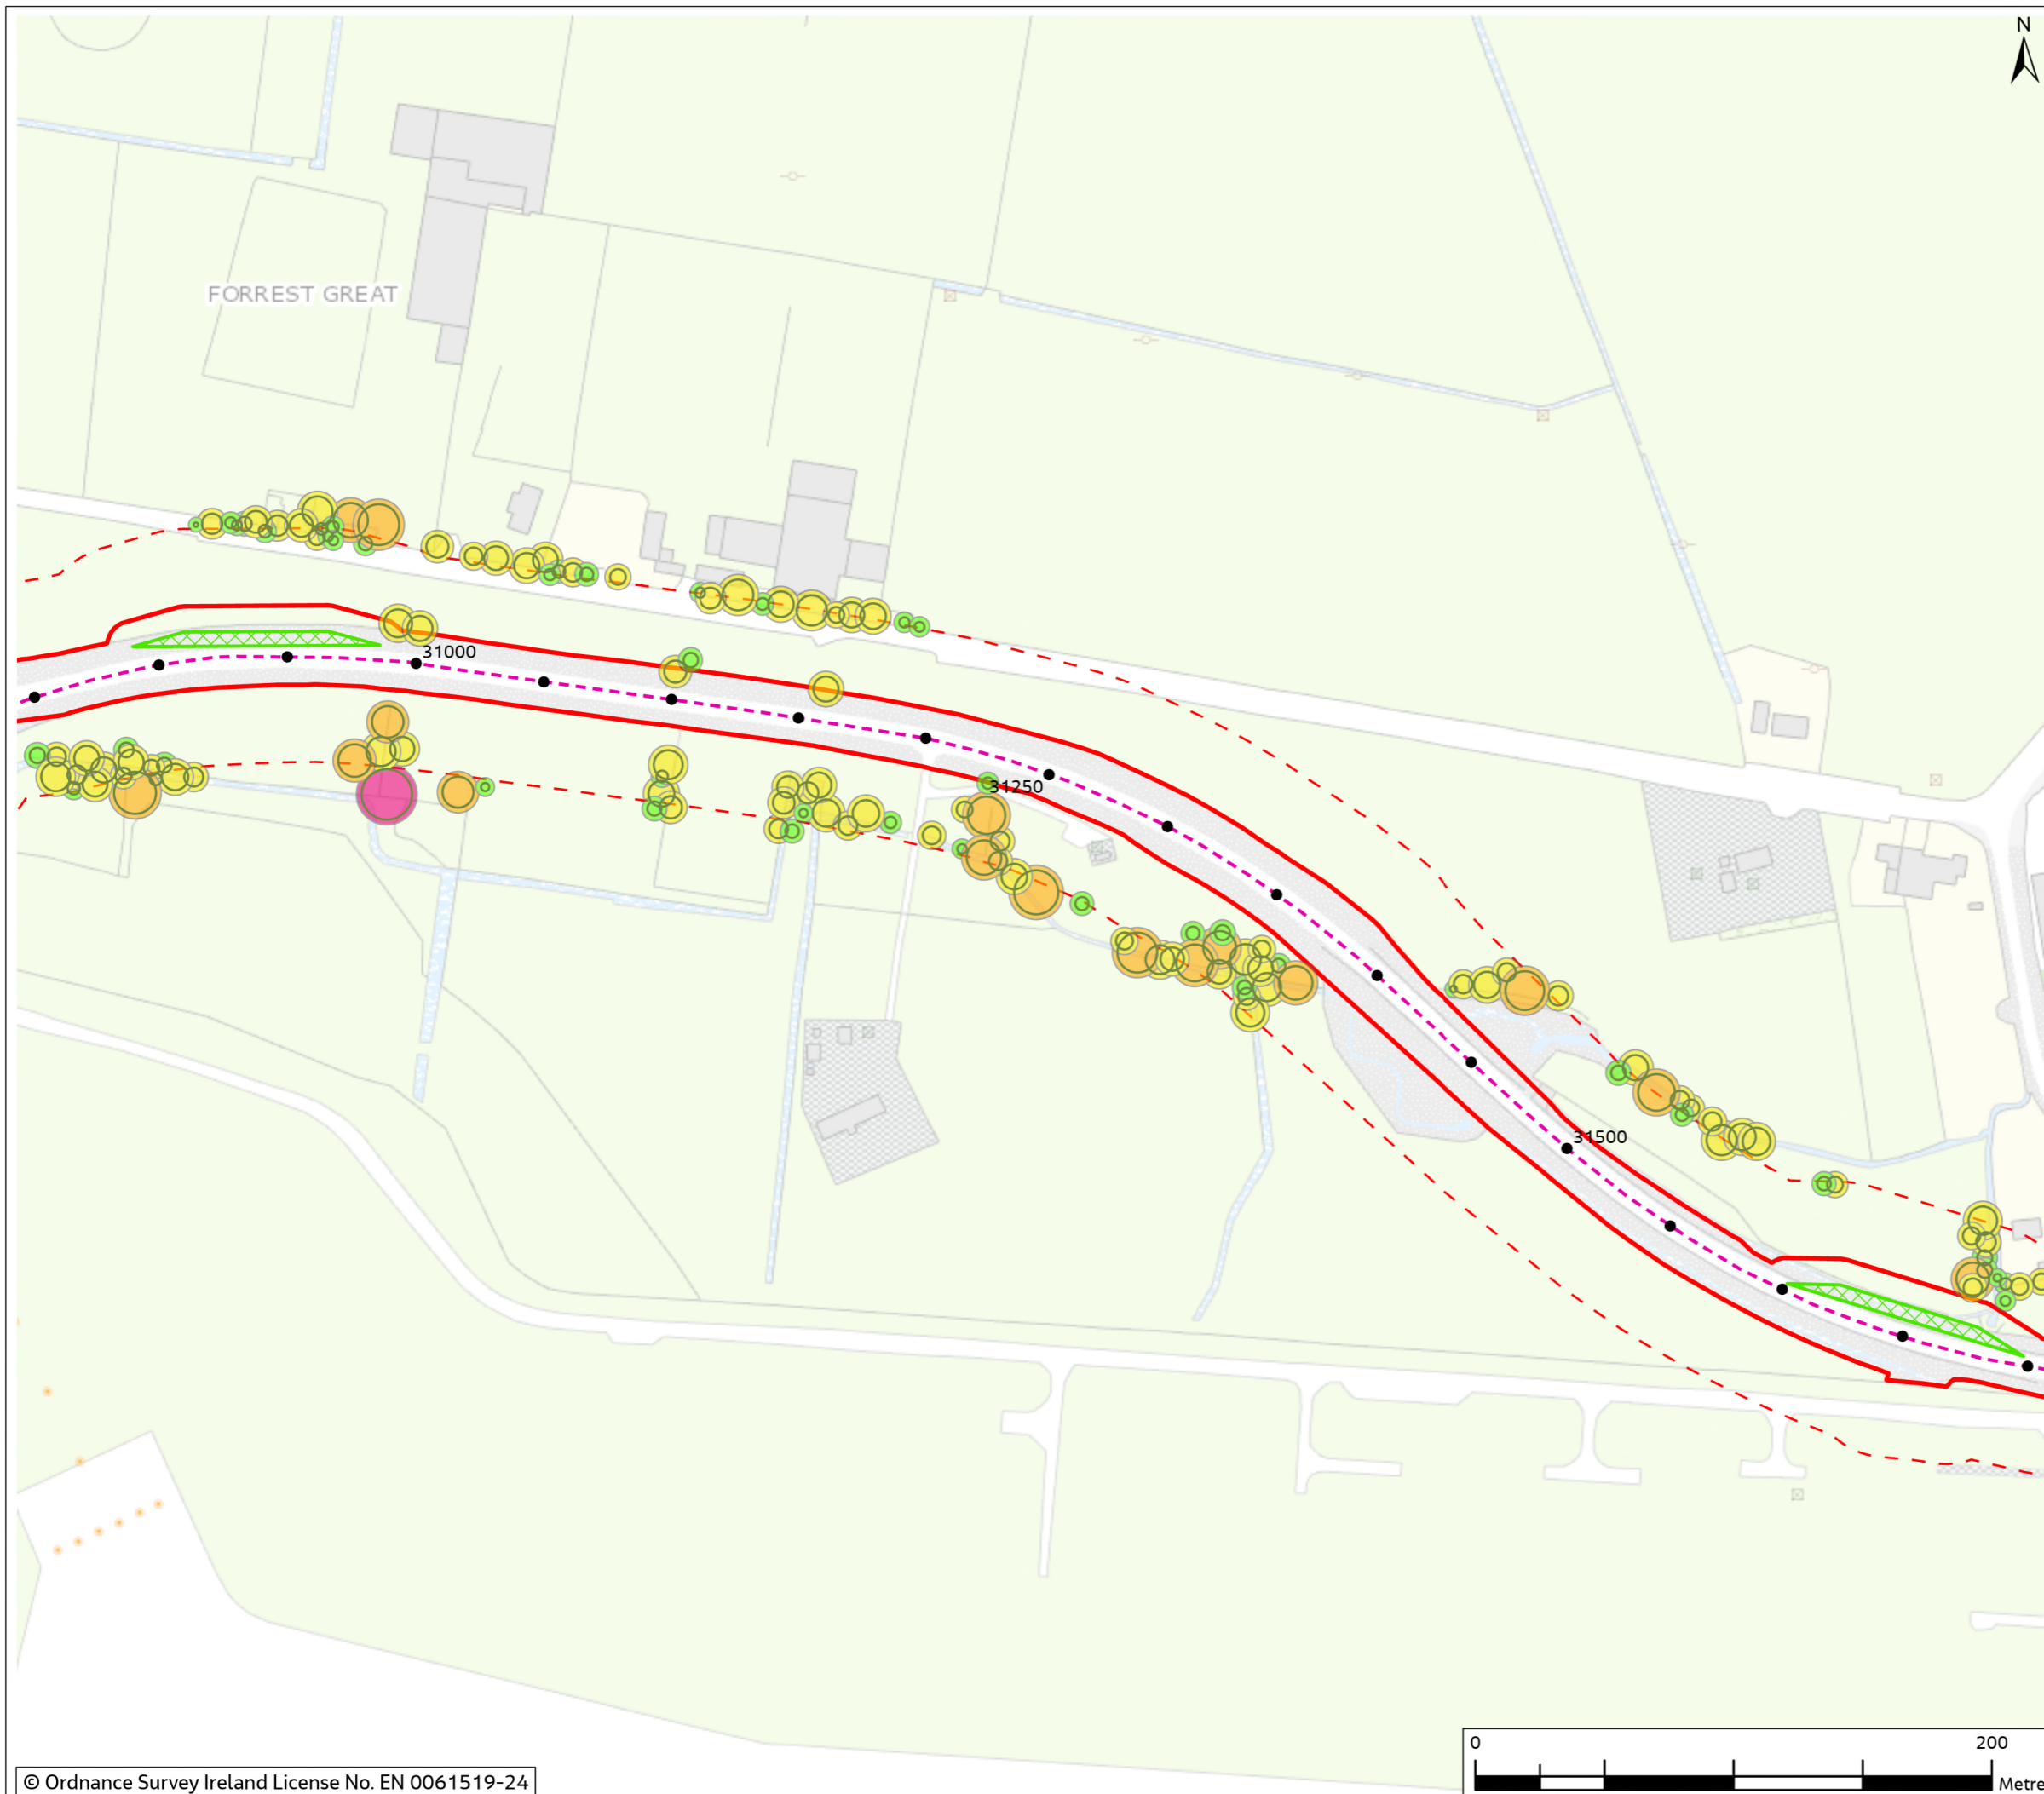 N
FORREST GREAT
31000
31250
31500
0 200
Metre
© Ordnance Survey Ireland License No. EN 0061519-24